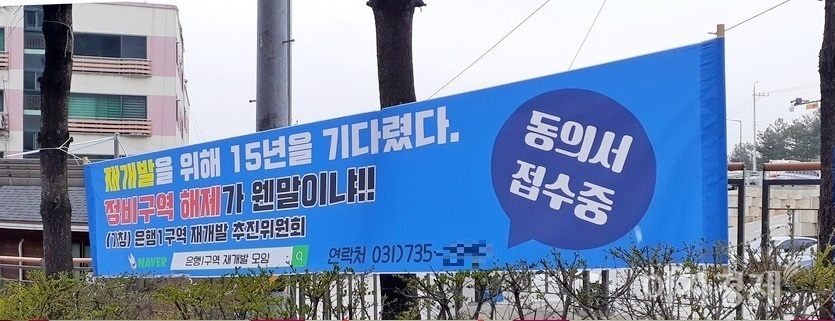 재개발을 위해 15년을 기다렸다.
정비구역 해제가 웬말이냐!!
(가칭) 은행1구역 재개발 추진위원회
NAVER 은행1구역 재개발 모임
연락처 031)735-
동의서
접수중